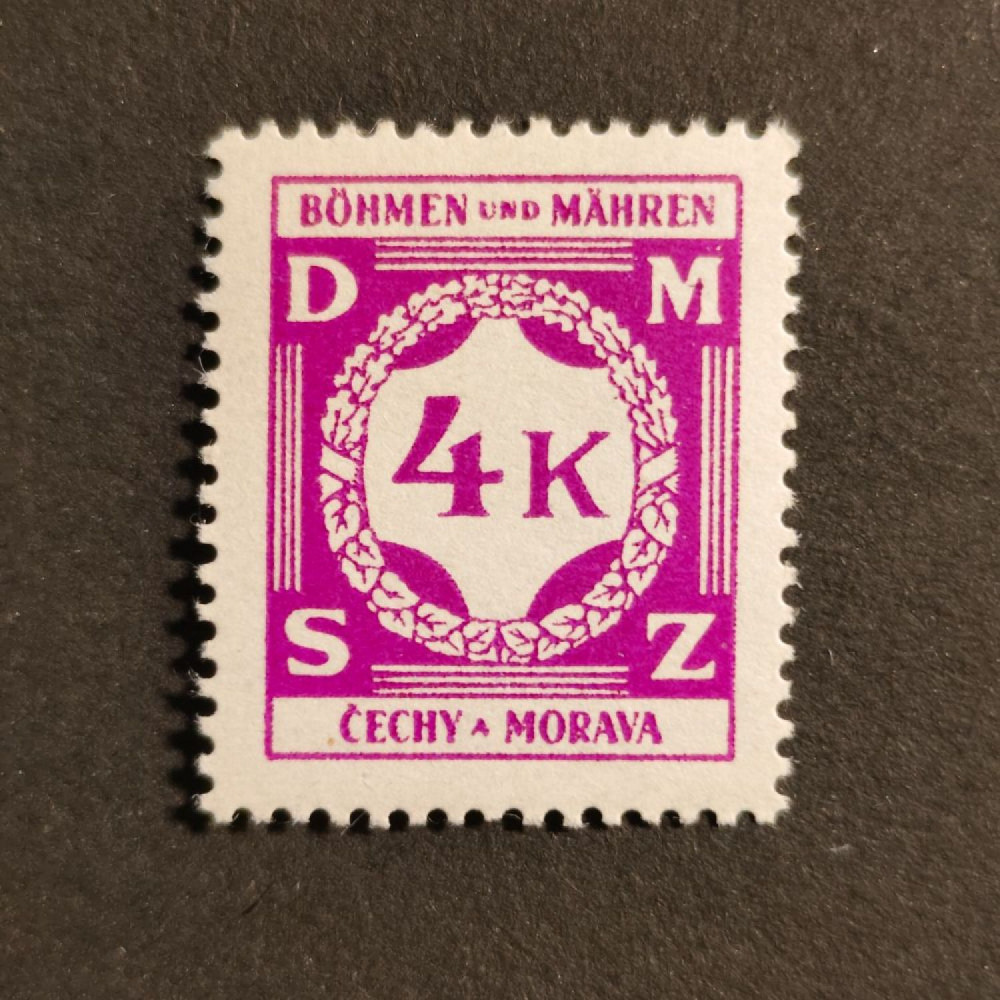 BÖHMEN UND MÄHREN
D M
4 K
S Z
ČECHY A MORAVA